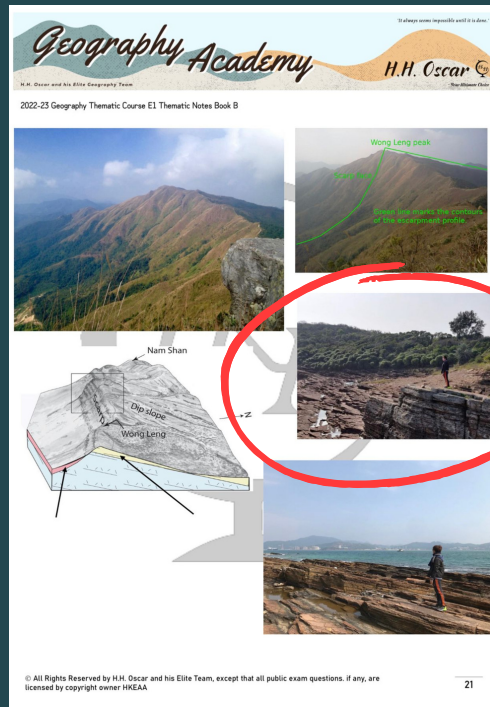 'It always seems impossible until it is done.'
Geography Academy
H.H. Oscar
H.H. Oscar and his Elite Geography Team
Your Ultimate Choice
2022-23 Geography Thematic Course E1 Thematic Notes Book B
Wong Leng peak
Green line marks the contours
of the escarpment profile.
Nam Shan
Dip slope
Wong Leng
N
© All Rights Reserved by H.H. Oscar and his Elite Team, except that all public exam questions. if any, are
licensed by copyright owner HKEAA
21